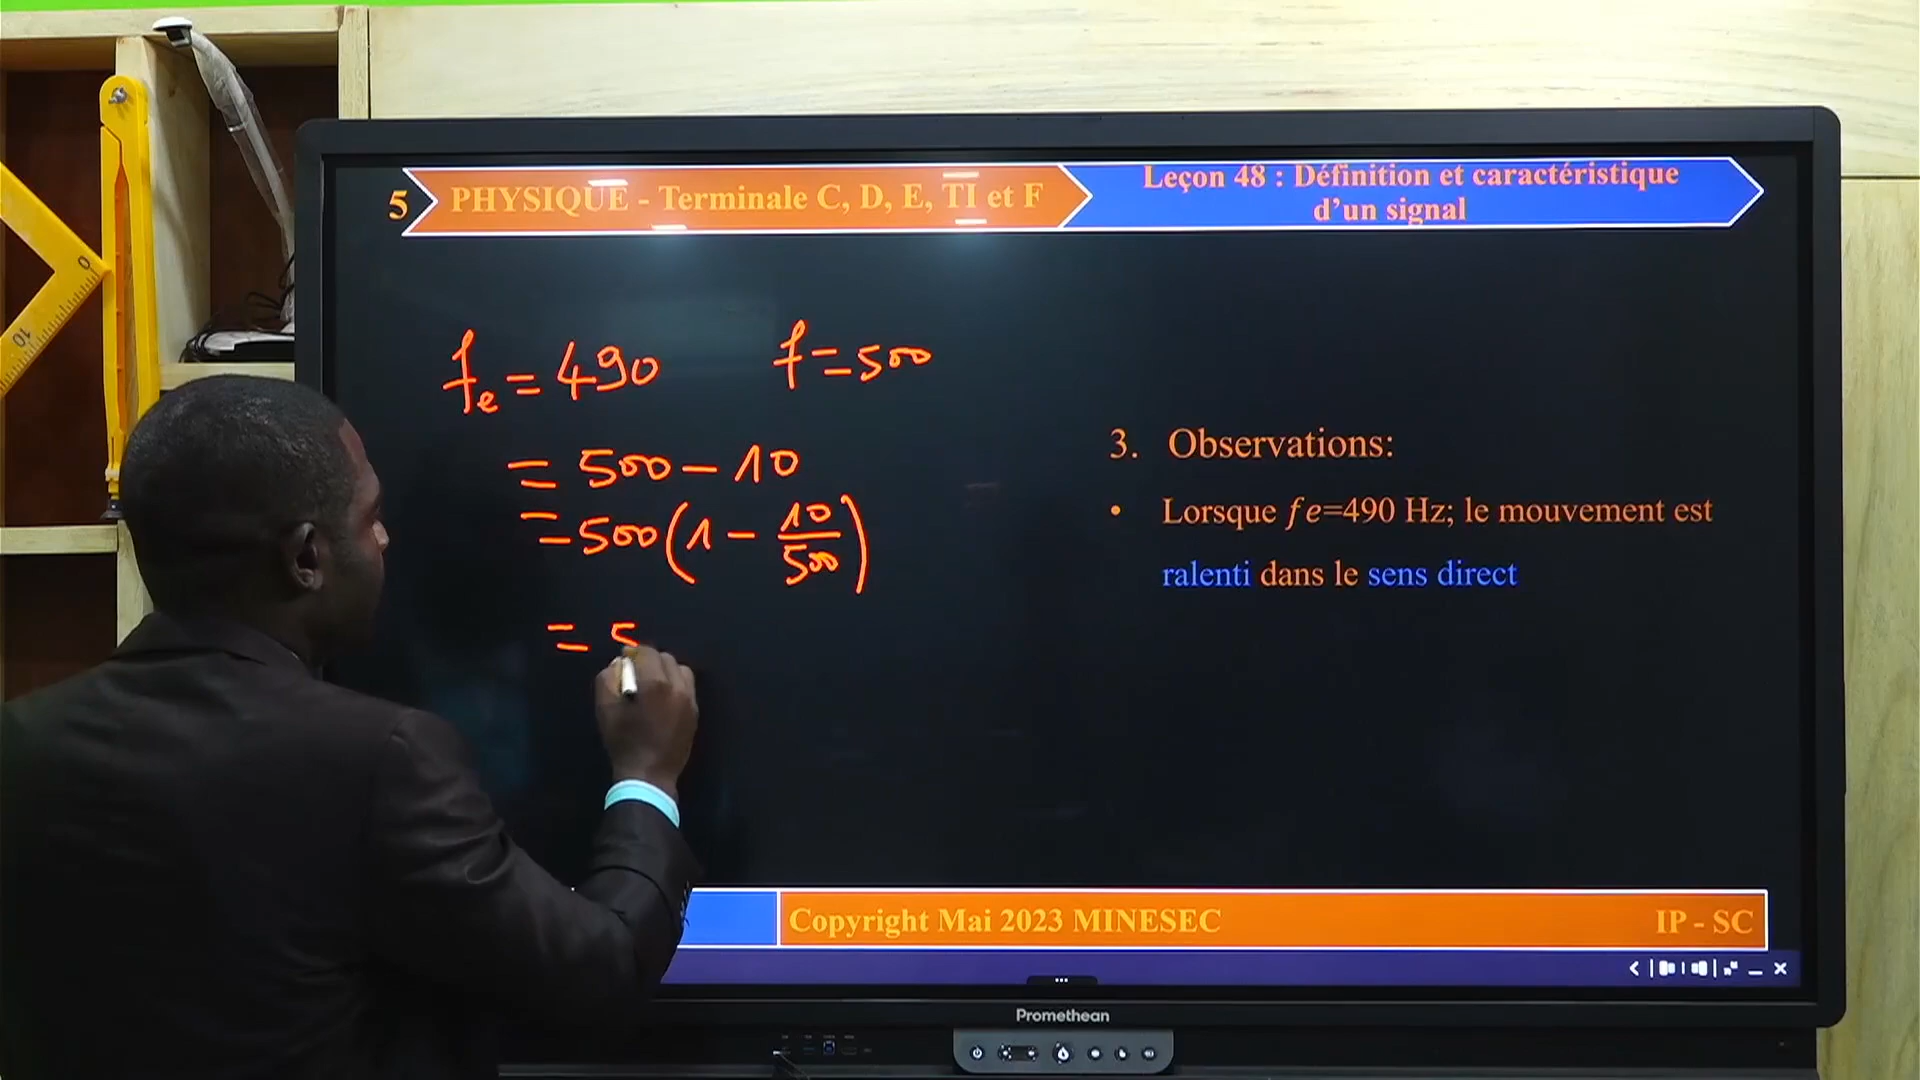 5
PHYSIQUE - Terminale C, D, E, TI et F
Leçon 48 : Définition et caractéristique
d’un signal
fe = 490
f = 500
= 500 - 10
= 500 (1 - 10/500)
= 5
3. Observations:
• Lorsque fe=490 Hz; le mouvement est
ralenti dans le sens direct
Copyright Mai 2023 MINESEC
IP - SC
Promethean
0
10